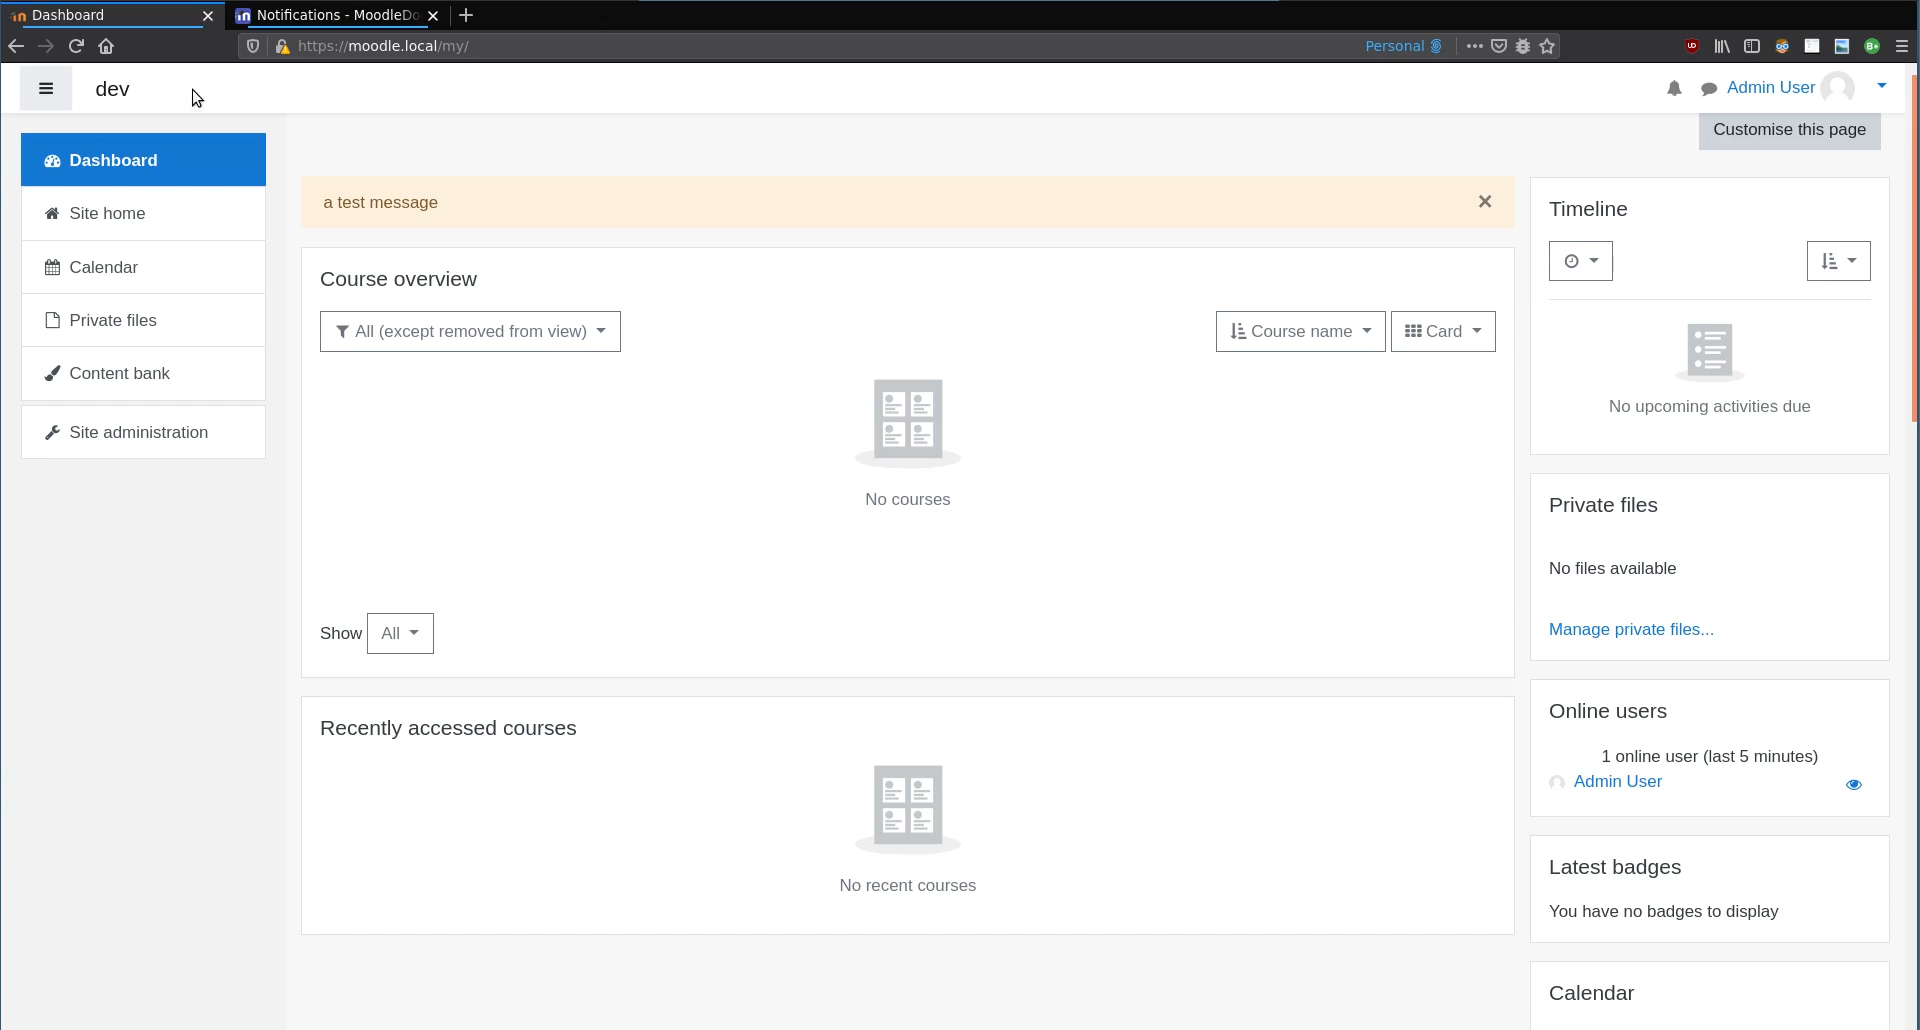 Dashboard
Notifications - MoodleDo
https://moodle.local/my/
Personal
dev
Admin User
Customise this page
Dashboard
Site home
Calendar
Private files
Content bank
Site administration
a test message
Course overview
All (except removed from view)
Course name
Card
No courses
Show
All
Recently accessed courses
No recent courses
Timeline
No upcoming activities due
Private files
No files available
Manage private files...
Online users
1 online user (last 5 minutes)
Admin User
Latest badges
You have no badges to display
Calendar